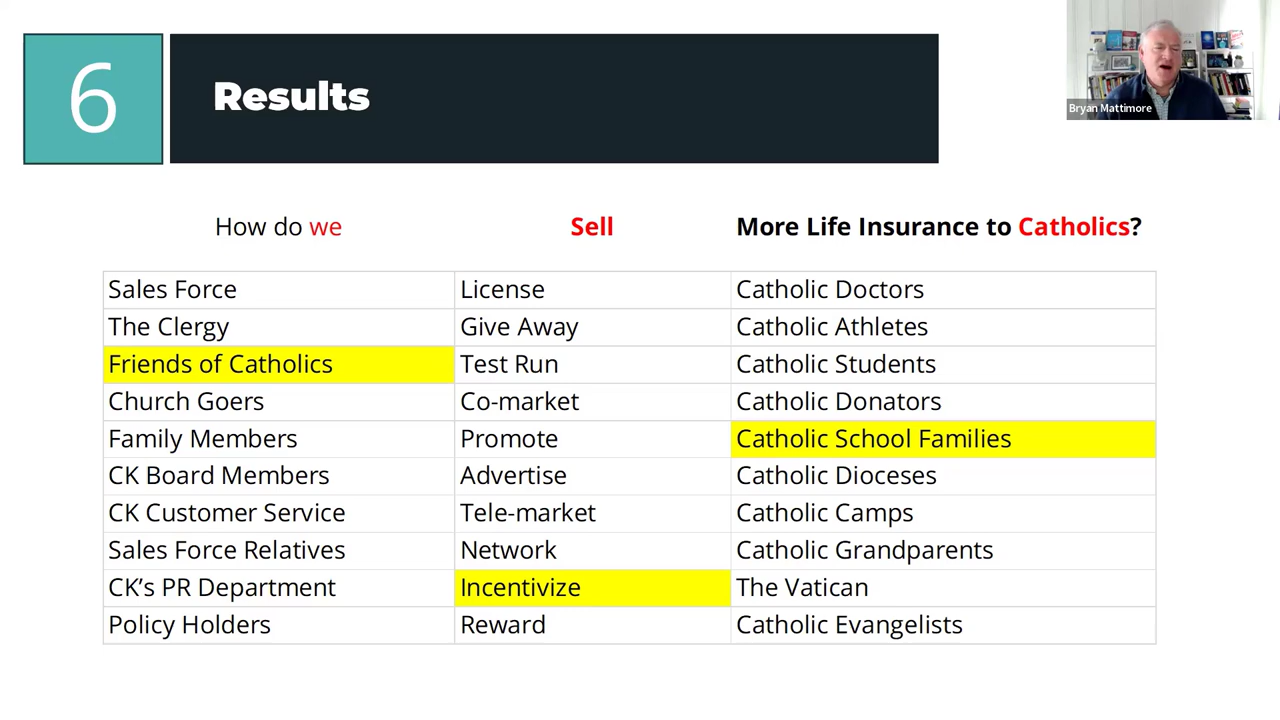 6
Results
Bryan Mattimore
How do we Sell More Life Insurance to Catholics?
Sales Force License Catholic Doctors
The Clergy Give Away Catholic Athletes
Friends of Catholics Test Run Catholic Students
Church Goers Co-market Catholic Donators
Family Members Promote Catholic School Families
CK Board Members Advertise Catholic Dioceses
CK Customer Service Tele-market Catholic Camps
Sales Force Relatives Network Catholic Grandparents
CK’s PR Department Incentivize The Vatican
Policy Holders Reward Catholic Evangelists